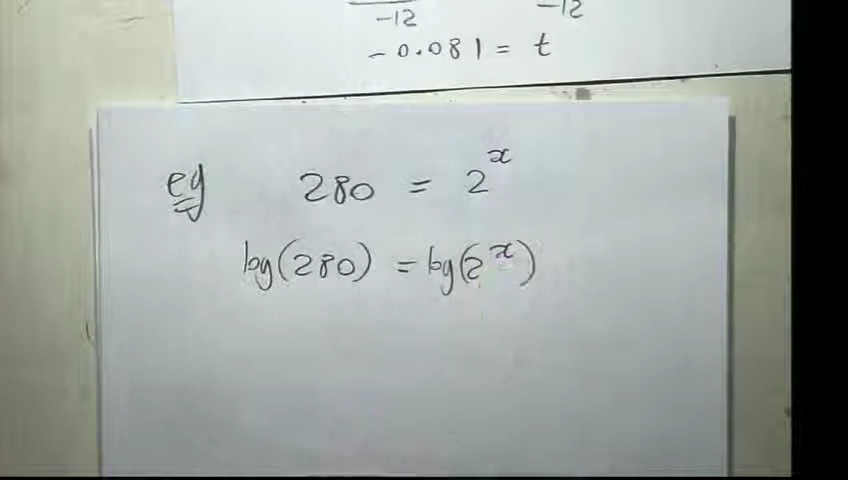 -12 -12
-0.081 = t
eg 280 = 2^x
log(280) = log(2^x)